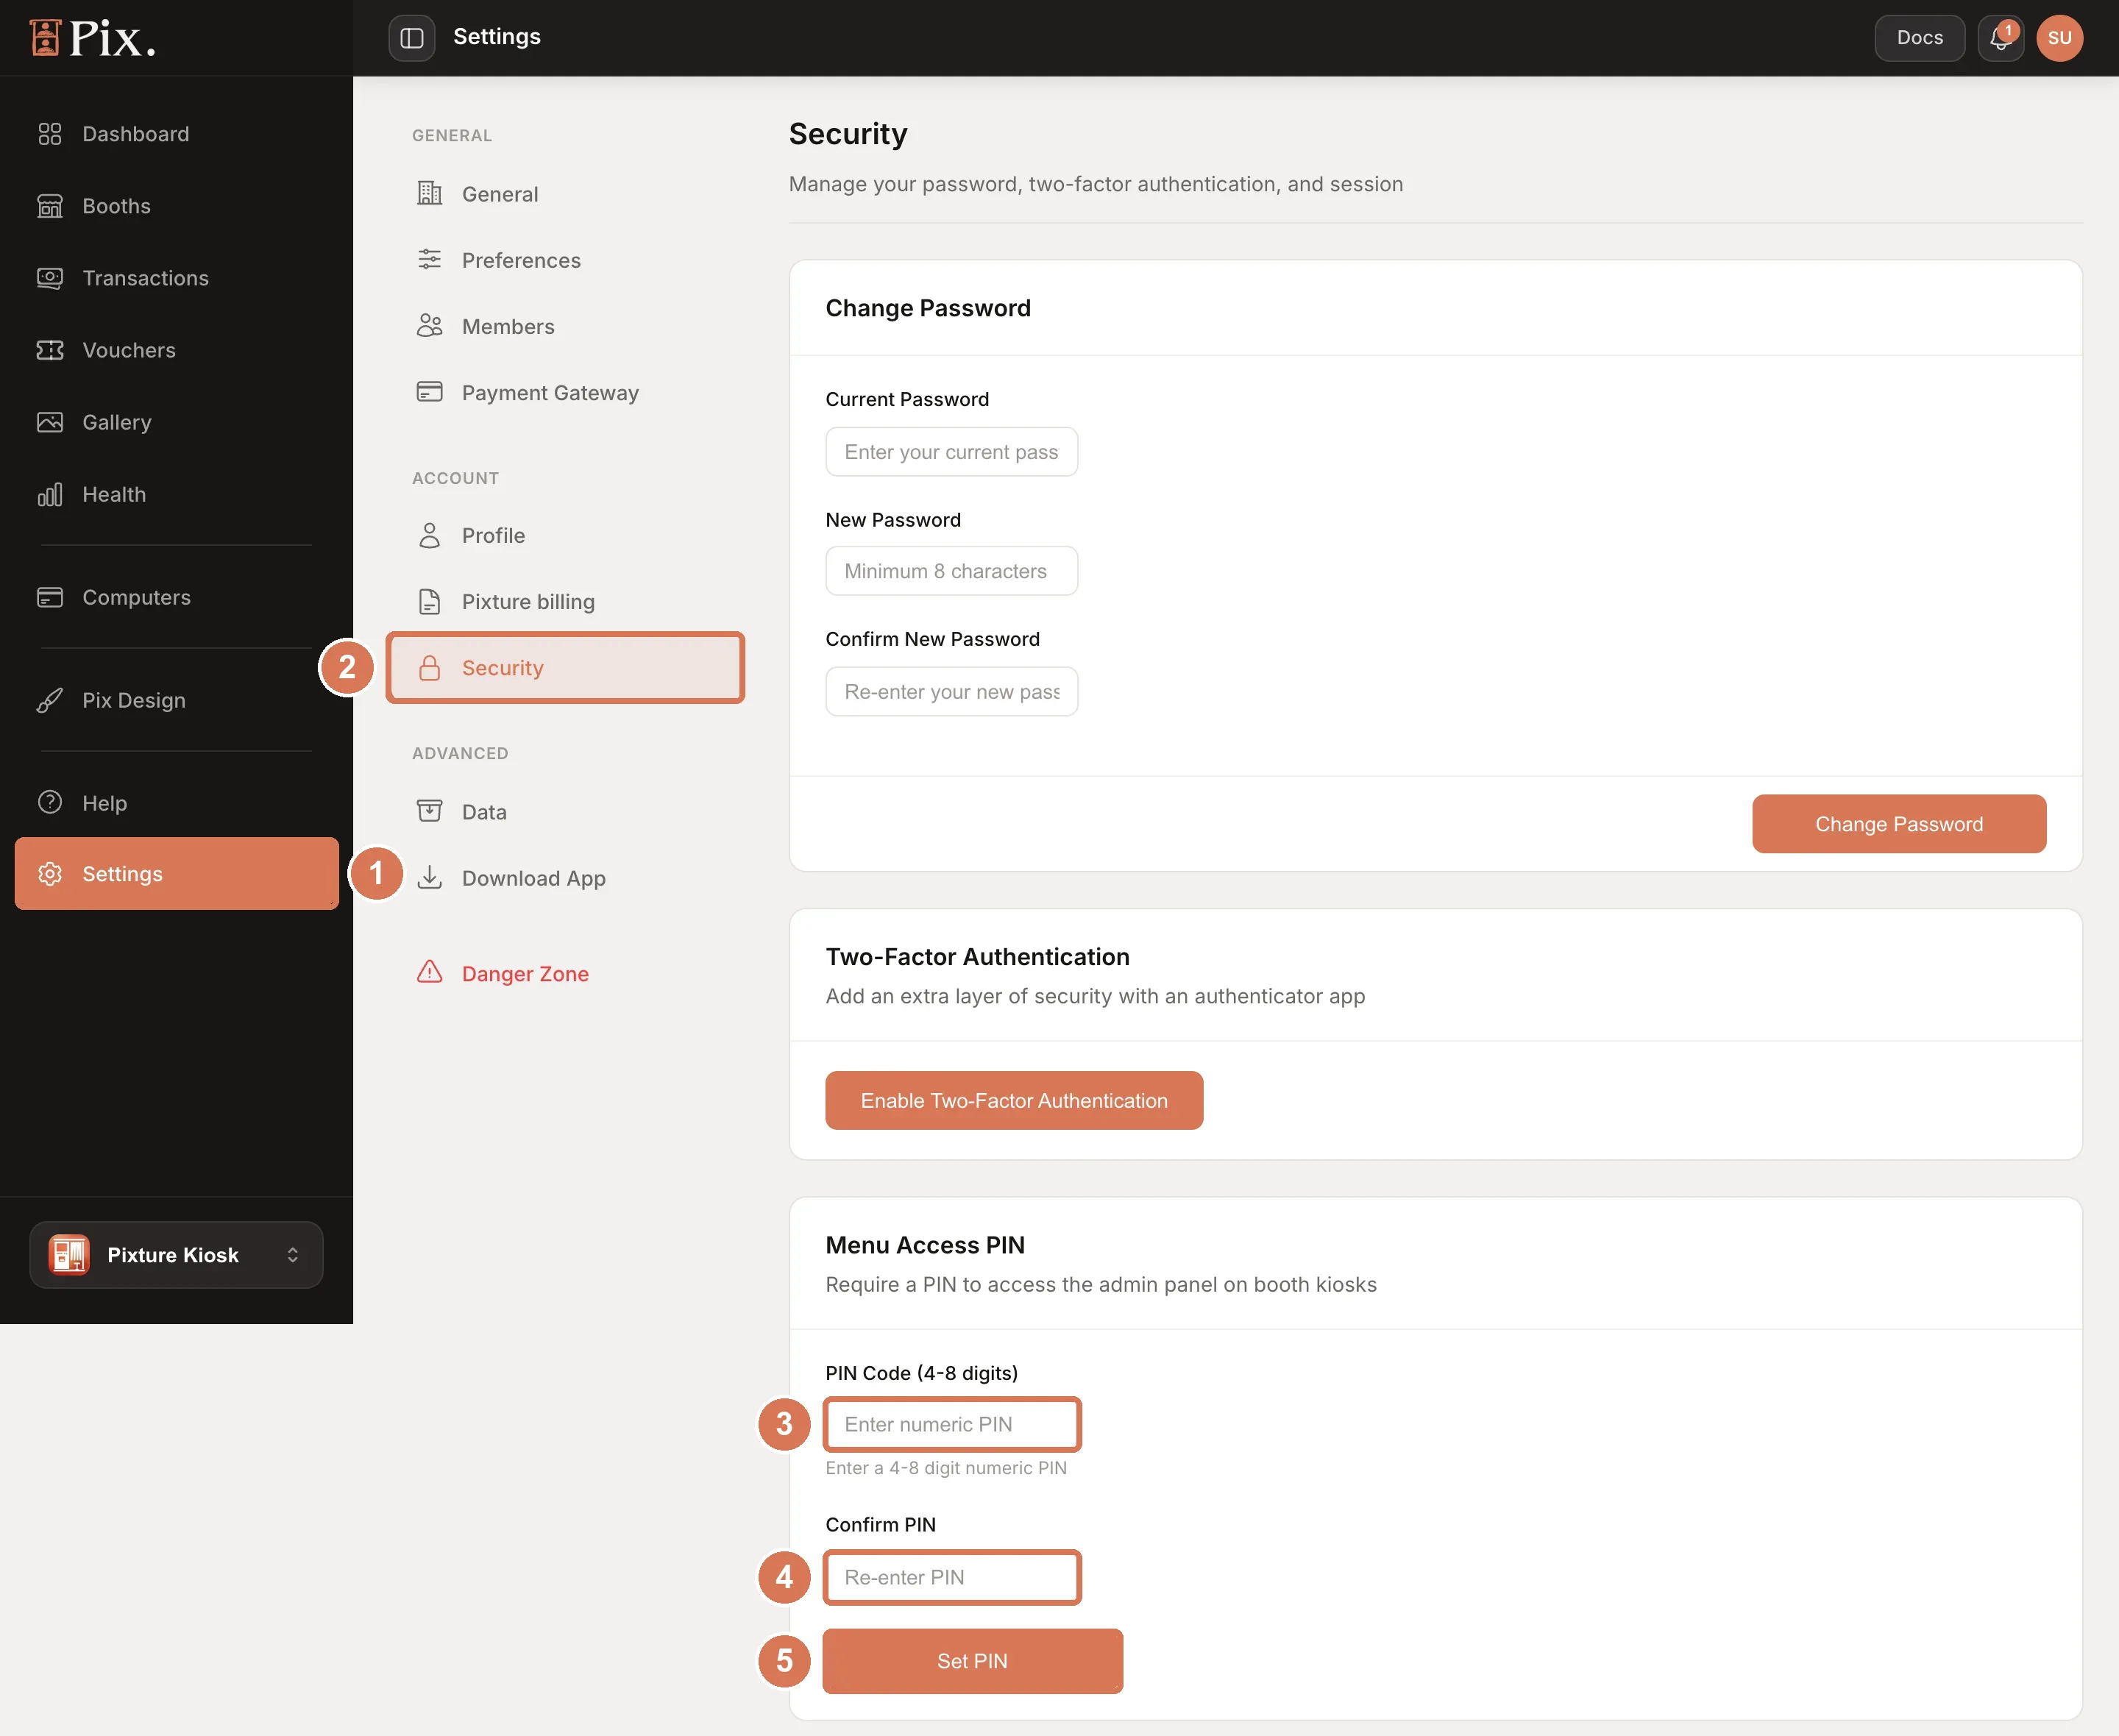 Pix.
Settings
Docs
1
SU
Dashboard
Booths
Transactions
Vouchers
Gallery
Health
Computers
Pix Design
Help
Settings
1
Pixture Kiosk
GENERAL
General
Preferences
Members
Payment Gateway
ACCOUNT
Profile
Pixture billing
2
Security
ADVANCED
Data
Download App
Danger Zone
Security
Manage your password, two-factor authentication, and session
Change Password
Current Password
Enter your current pass
New Password
Minimum 8 characters
Confirm New Password
Re-enter your new pass
Change Password
Two-Factor Authentication
Add an extra layer of security with an authenticator app
Enable Two-Factor Authentication
Menu Access PIN
Require a PIN to access the admin panel on booth kiosks
PIN Code (4-8 digits)
3
Enter numeric PIN
Enter a 4-8 digit numeric PIN
Confirm PIN
4
Re-enter PIN
5
Set PIN